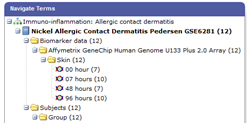 Navigate Terms
Immuno-inflammation: Allergic contact dermatitis
Nickel Allergic Contact Dermatitis Pedersen GSE6281 (12)
Biomarker data (12)
Affymetrix GeneChip Human Genome U133 Plus 2.0 Array (12)
Skin (12)
00 hour (7)
07 hours (10)
48 hours (7)
96 hours (10)
Subjects (12)
Group (12)